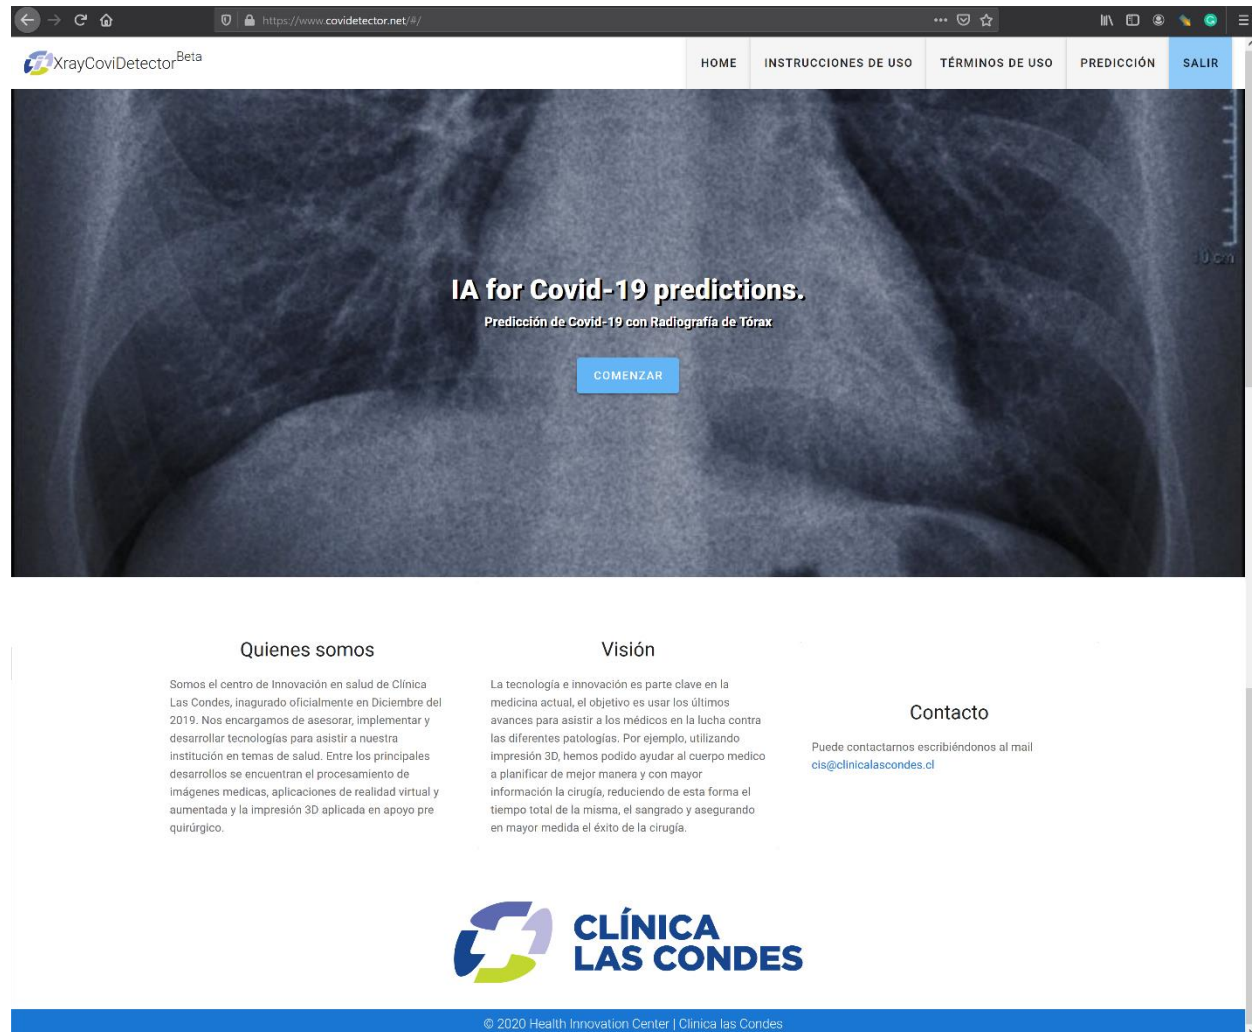 https://www.covidetector.net/#/
XrayCoviDetector Beta
HOME INSTRUCCIONES DE USO TÉRMINOS DE USO PREDICCIÓN SALIR
10 cm
IA for Covid-19 predictions.
Predicción de Covid-19 con Radiografía de Tórax
COMENZAR
Quienes somos
Somos el centro de Innovación en salud de Clínica
Las Condes, inagurado oficialmente en Diciembre del
2019. Nos encargamos de asesorar, implementar y
desarrollar tecnologías para asistir a nuestra
institución en temas de salud. Entre los principales
desarrollos se encuentran el procesamiento de
imágenes medicas, aplicaciones de realidad virtual y
aumentada y la impresión 3D aplicada en apoyo pre
quirúrgico.
Visión
La tecnología e innovación es parte clave en la
medicina actual, el objetivo es usar los últimos
avances para asistir a los médicos en la lucha contra
las diferentes patologías. Por ejemplo, utilizando
impresión 3D, hemos podido ayudar al cuerpo medico
a planificar de mejor manera y con mayor
información la cirugía, reduciendo de esta forma el
tiempo total de la misma, el sangrado y asegurando
en mayor medida el éxito de la cirugía.
Contacto
Puede contactarnos escribiéndonos al mail
cis@clinicalascondes.cl
CLÍNICA
LAS CONDES
© 2020 Health Innovation Center | Clinica las Condes